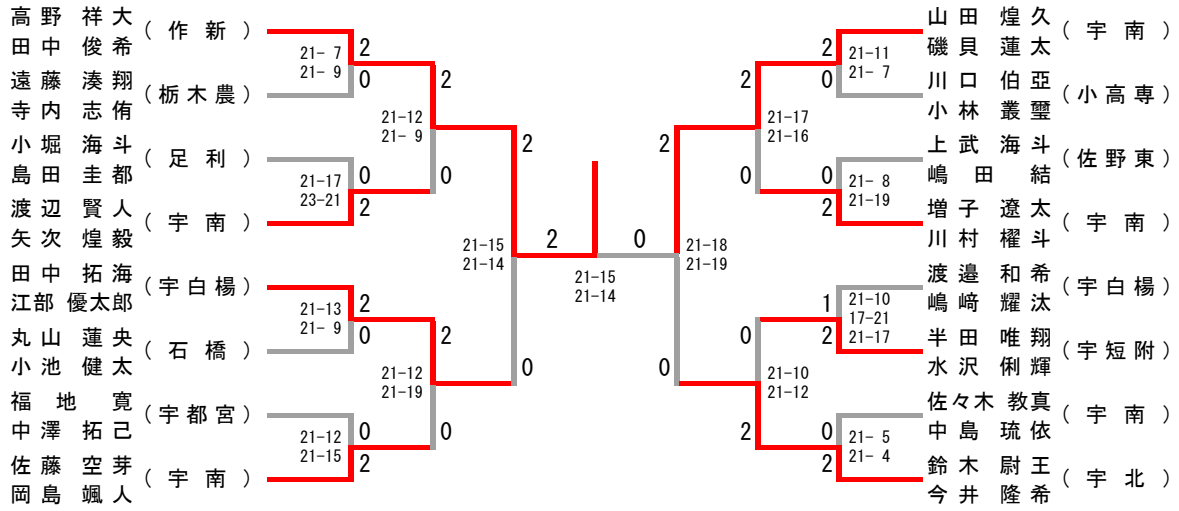 高野 祥大
田中 俊希
(作新)
遠藤 湊翔
寺内 志侑
(栃木農)
小堀 海斗
島田 圭都
(足利)
渡辺 賢人
矢次 煌毅
(宇南)
田中 拓海
江部 優太郎
(宇白楊)
丸山 蓮央
小池 健太
(石橋)
福地 寛
中澤 拓己
(宇都宮)
佐藤 空芽
岡島 颯人
(宇南)
21- 7
21- 9
2
0
21-17
23-21
0
2
21-13
21- 9
2
0
21-12
21-15
0
2
21-12
21- 9
2
0
21-12
21-19
2
0
21-15
21-14
2
0
2
0
21-15
21-14
2
0
21-18
21-19
2
0
21-17
21-16
0
2
21-10
21-12
2
0
21-11
21- 7
0
2
21- 8
21-19
1
2
21-10
17-21
21-17
0
2
21- 5
21- 4
山田 煌久
磯貝 蓮太
(宇南)
川口 伯亞
小林 叢璽
(小高専)
上武 海斗
嶋田 結
(佐野東)
増子 遼太
川村 櫂斗
(宇南)
渡邉 和希
嶋﨑 耀汰
(宇白楊)
半田 唯翔
水沢 俐輝
(宇短附)
佐々木 教真
中島 琉依
(宇南)
鈴木 尉王
今井 隆希
(宇北)